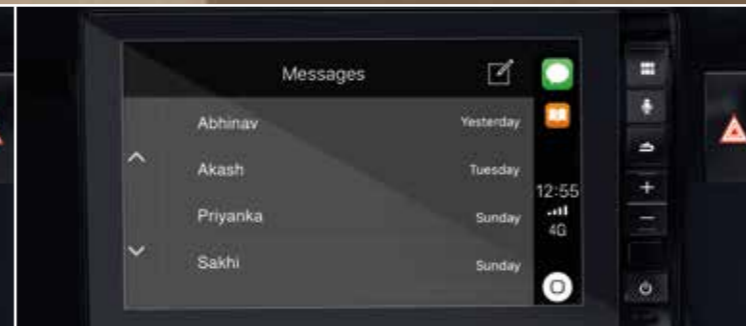 Messages
Abhinav Yesterday
Akash Tuesday
Priyanka Sunday
Sakhi Sunday
12:55
4G